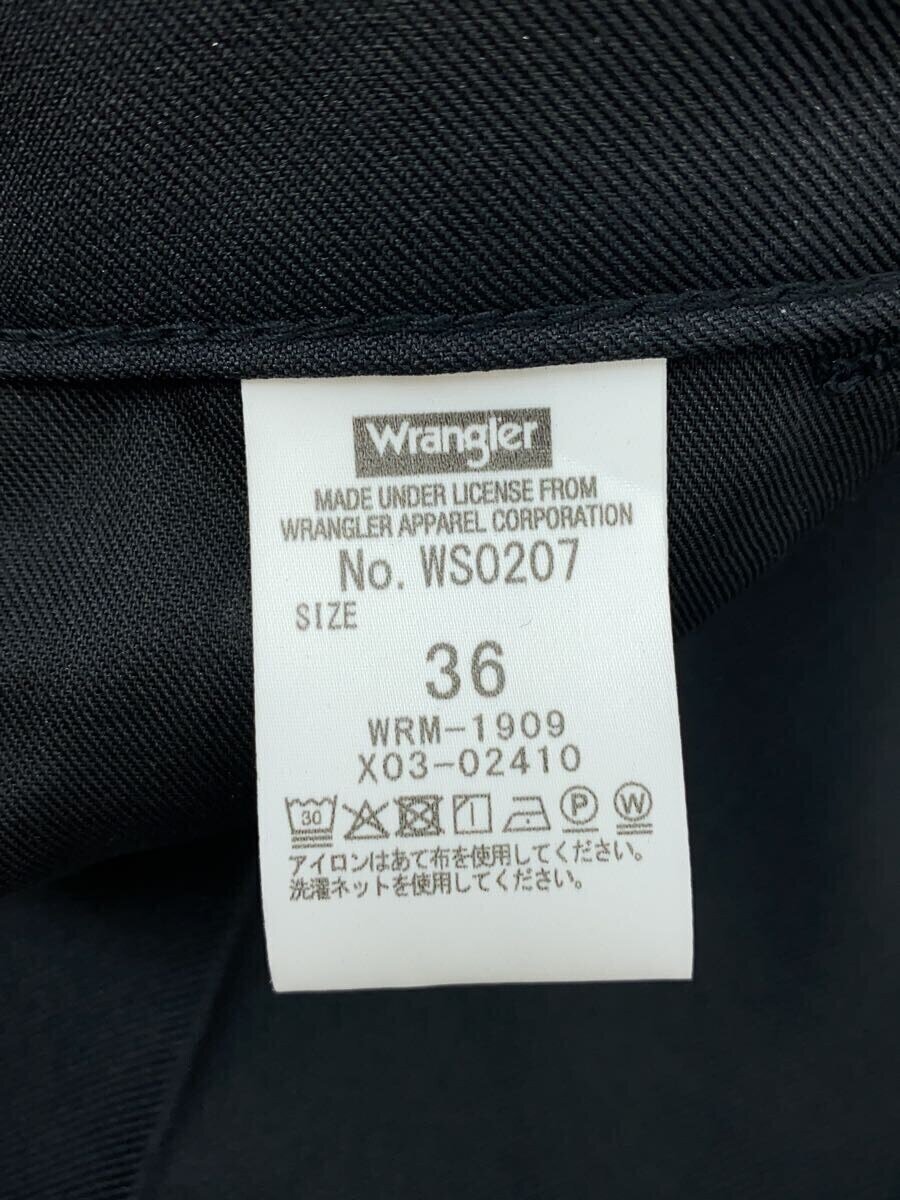 Wrangler
MADE UNDER LICENSE FROM
WRANGLER APPAREL CORPORATION
No. WS0207
SIZE
36
WRM-1909
X03-02410
30
P
W
アイロンはあて布を使用してください。
洗濯ネットを使用してください。